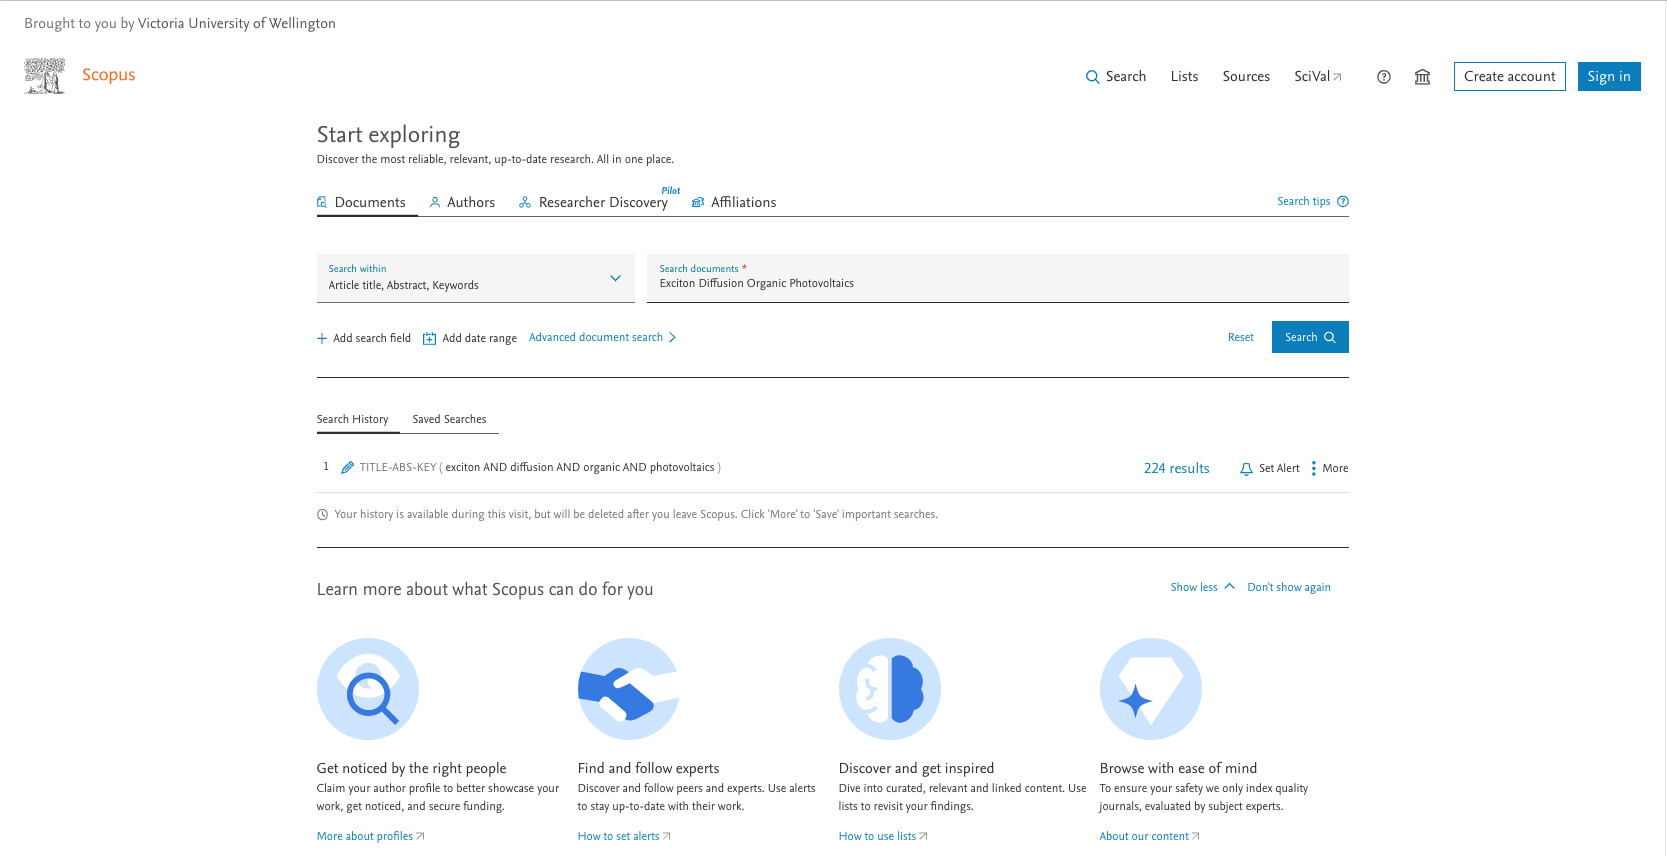 Brought to you by Victoria University of Wellington
Scopus
Search Lists Sources SciVal Create account Sign in
Start exploring
Discover the most reliable, relevant, up-to-date research. All in one place.
Documents Authors Researcher Discovery Pilot Affiliations Search tips
Search within
Article title, Abstract, Keywords
Search documents *
Exciton Diffusion Organic Photovoltaics
Add search field Add date range Advanced document search Reset Search
Search History Saved Searches
1 TITLE-ABS-KEY ( exciton AND diffusion AND organic AND photovoltaics ) 224 results Set Alert More
Your history is available during this visit, but will be deleted after you leave Scopus. Click 'More' to 'Save' important searches.
Learn more about what Scopus can do for you Show less Don't show again
Get noticed by the right people
Claim your author profile to better showcase your
work, get noticed, and secure funding.
More about profiles
Find and follow experts
Discover and follow peers and experts. Use alerts
to stay up-to-date with their work.
How to set alerts
Discover and get inspired
Dive into curated, relevant and linked content. Use
lists to revisit your findings.
How to use lists
Browse with ease of mind
To ensure your safety we only index quality
journals, evaluated by subject experts.
About our content